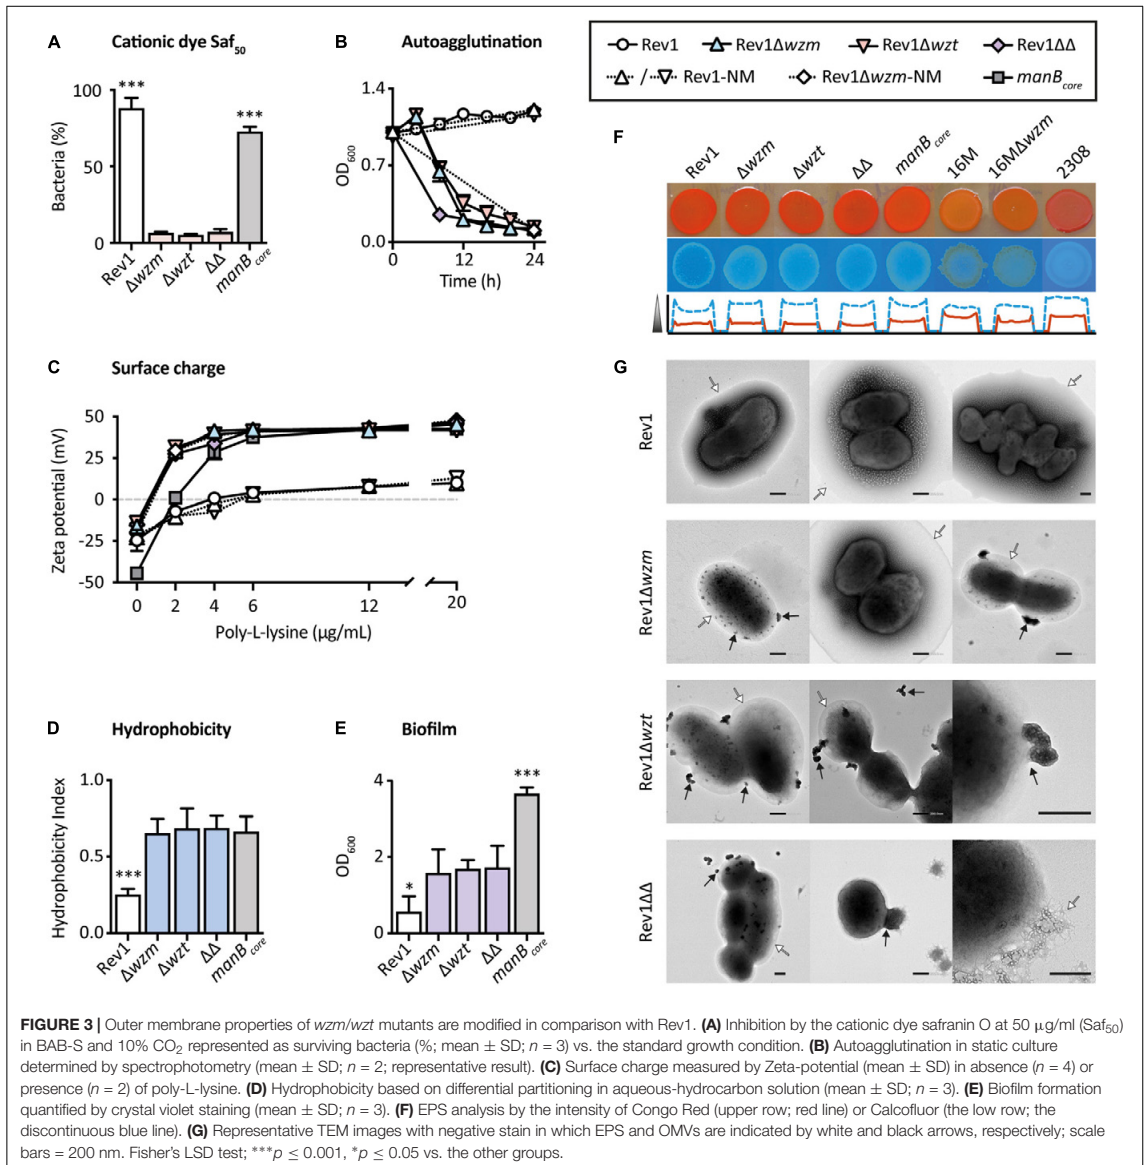 A Cationic dye Saf50
***
***
100
50
0
Bacteria (%)
Rev1
Δwzm
Δwzt
ΔΔ
manBcore
B Autoagglutination
1.4
0.7
0.0
OD600
0 12 24
Time (h)
Rev1 Rev1Δwzm Rev1Δwzt Rev1ΔΔ
/ Rev1-NM Rev1Δwzm-NM manBcore
C Surface charge
50
25
0
-25
-50
Zeta potential (mV)
0 2 4 6 12 20
Poly-L-lysine (µg/mL)
D Hydrophobicity
1.0
0.5
0.0
Hydrophobicity Index
***
Rev1
Δwzm
Δwzt
ΔΔ
manBcore
E Biofilm
4
2
0
OD600
*
***
Rev1
Δwzm
Δwzt
ΔΔ
manBcore
F
Rev1
Δwzm
Δwzt
ΔΔ
manBcore
16M
16MΔwzm
2308
G
Rev1
Rev1Δwzm
Rev1Δwzt
Rev1ΔΔ
FIGURE 3 | Outer membrane properties of wzm/wzt mutants are modified in comparison with Rev1. (A) Inhibition by the cationic dye safranin O at 50 µg/ml (Saf50)
in BAB-S and 10% CO2 represented as surviving bacteria (%; mean ± SD; n = 3) vs. the standard growth condition. (B) Autoagglutination in static culture
determined by spectrophotometry (mean ± SD; n = 2; representative result). (C) Surface charge measured by Zeta-potential (mean ± SD) in absence (n = 4) or
presence (n = 2) of poly-L-lysine. (D) Hydrophobicity based on differential partitioning in aqueous-hydrocarbon solution (mean ± SD; n = 3). (E) Biofilm formation
quantified by crystal violet staining (mean ± SD; n = 3). (F) EPS analysis by the intensity of Congo Red (upper row; red line) or Calcofluor (the low row; the
discontinuous blue line). (G) Representative TEM images with negative stain in which EPS and OMVs are indicated by white and black arrows, respectively; scale
bars = 200 nm. Fisher's LSD test; ***p ≤ 0.001, *p ≤ 0.05 vs. the other groups.